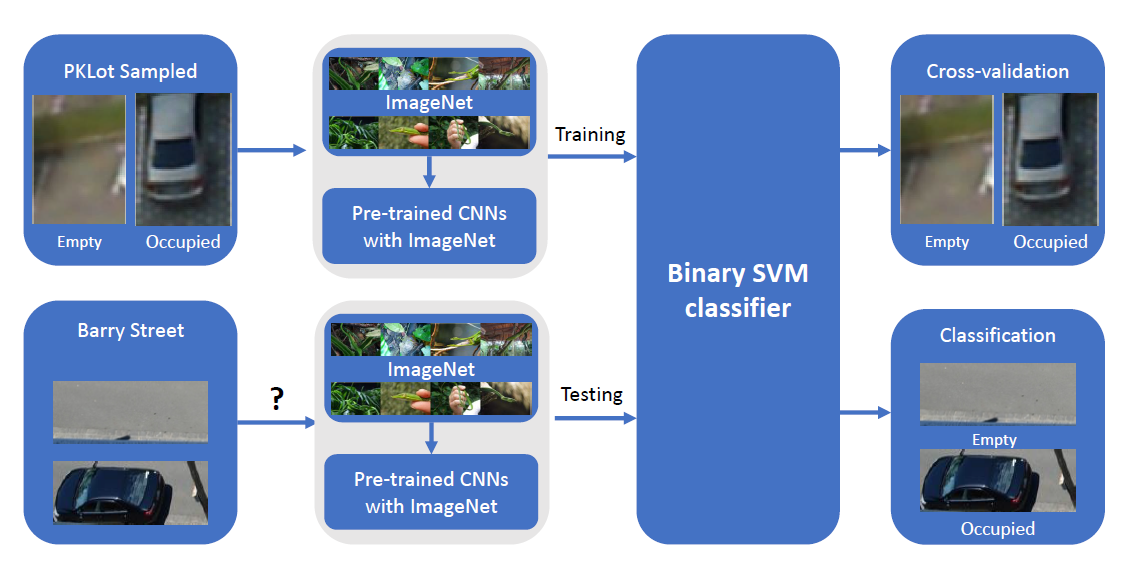 PKLot Sampled
Empty
Occupied
ImageNet
Pre-trained CNNs
with ImageNet
Training
Binary SVM
classifier
Cross-validation
Empty
Occupied
Barry Street
?
ImageNet
Pre-trained CNNs
with ImageNet
Testing
Classification
Empty
Occupied